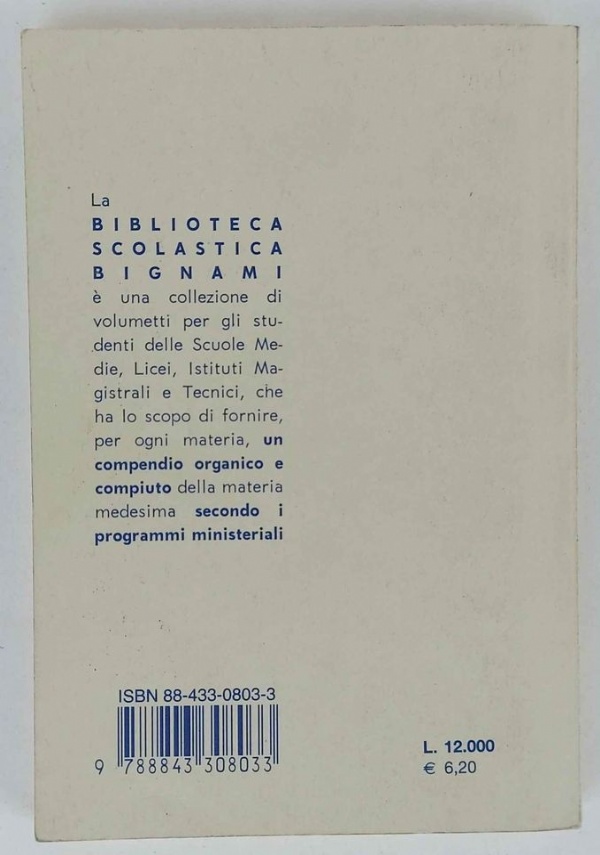 La
BIBLIOTECA
SCOLASTICA
BIGNAMI
è una collezione di
volumetti per gli stu-
denti delle Scuole Me-
die, Licei, Istituti Ma-
gistrali e Tecnici, che
ha lo scopo di fornire,
per ogni materia, un
compendio organico e
compiuto della materia
medesima secondo i
programmi ministeriali
ISBN 88-433-0803-3
9 788843 308033
L. 12.000
€ 6,20